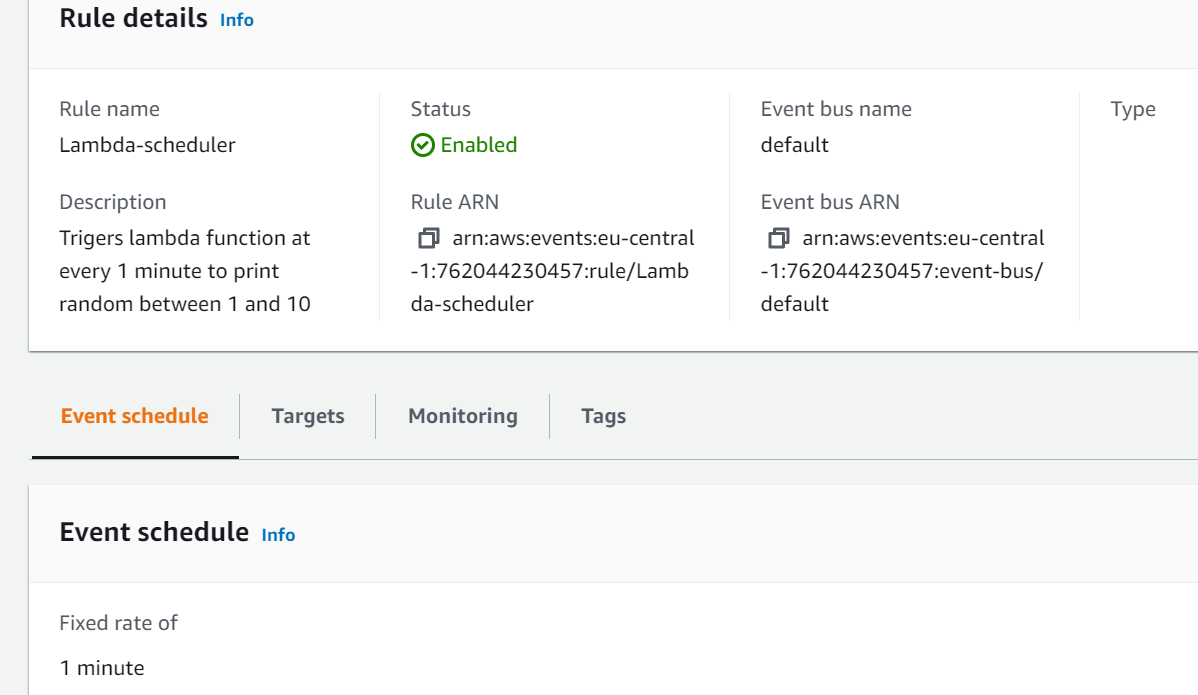 Rule details Info
Rule name
Lambda-scheduler
Status
Enabled
Event bus name
default
Type
Description
Trigers lambda function at
every 1 minute to print
random between 1 and 10
Rule ARN
arn:aws:events:eu-central
-1:762044230457:rule/Lamb
da-scheduler
Event bus ARN
arn:aws:events:eu-central
-1:762044230457:event-bus/
default
Event schedule Targets Monitoring Tags
Event schedule Info
Fixed rate of
1 minute